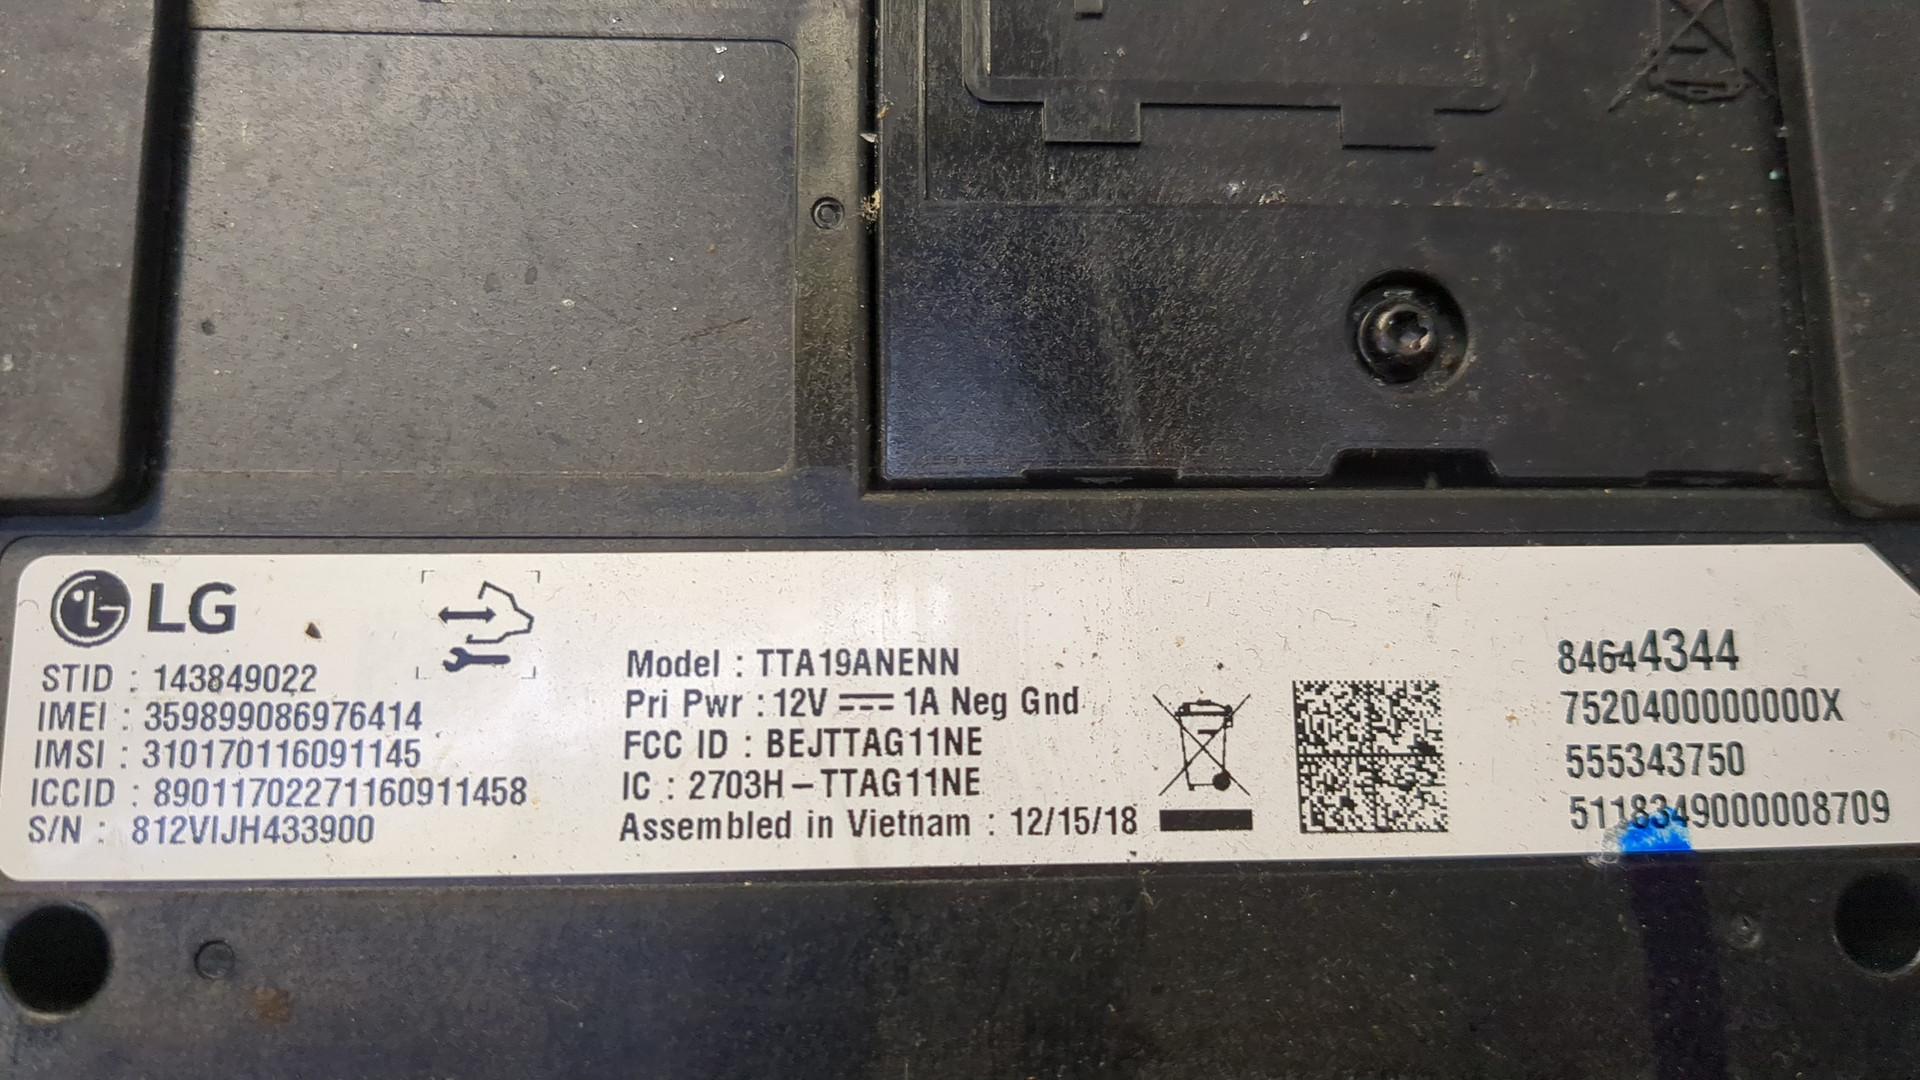 LG
STID : 143849022
IMEI : 359899086976414
IMSI : 310170116091145
ICCID : 89011702271160911458
S/N : 812VIJH433900
Model : TTA19ANENN
Pri Pwr : 12V ⎓ 1A Neg Gnd
FCC ID : BEJTTAG11NE
IC : 2703H-TTAG11NE
Assembled in Vietnam : 12/15/18
84644344
7520400000000X
555343750
5118349000008709